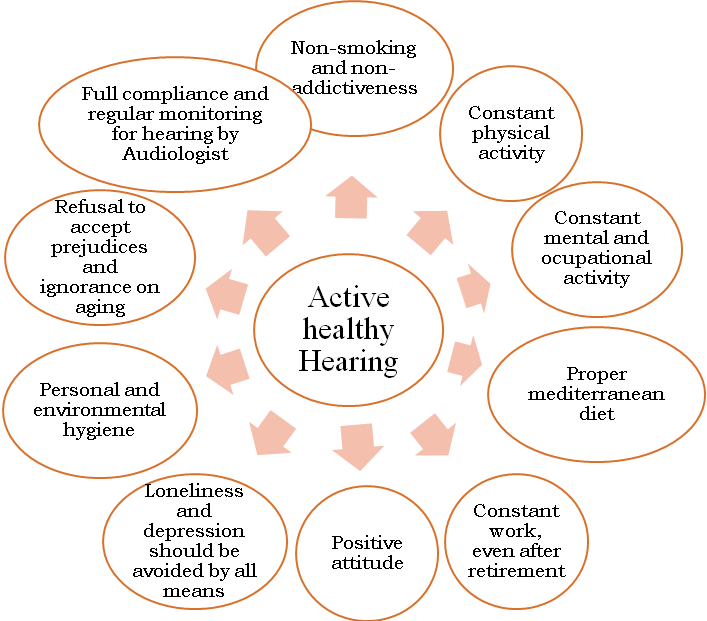 Non-smoking
and non-
addictiveness
Full compliance and
regular monitoring
for hearing by
Audiologist
Constant
physical
activity
Refusal to
accept
prejudices
and
ignorance on
aging
Constant
mental and
ocupational
activity
Active
healthy
Hearing
Proper
mediterranean
diet
Personal and
environmental
hygiene
Loneliness
and
depression
should be
avoided by all
means
Positive
attitude
Constant
work,
even after
retirement